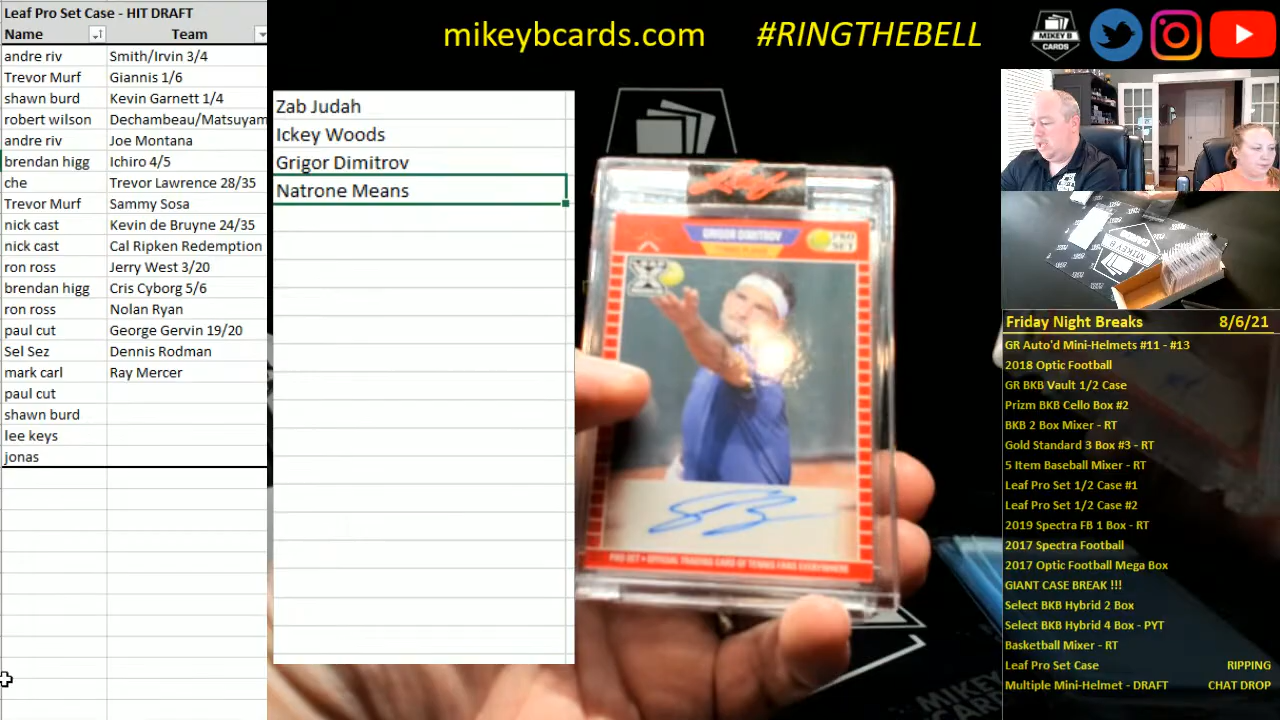 Leaf Pro Set Case - HIT DRAFT
Name Team
andre riv Smith/Irvin 3/4
Trevor Murf Giannis 1/6
shawn burd Kevin Garnett 1/4
robert wilson Dechambeau/Matsuyam
andre riv Joe Montana
brendan higg Ichiro 4/5
che Trevor Lawrence 28/35
Trevor Murf Sammy Sosa
nick cast Kevin de Bruyne 24/35
nick cast Cal Ripken Redemption
ron ross Jerry West 3/20
brendan higg Cris Cyborg 5/6
ron ross Nolan Ryan
paul cut George Gervin 19/20
Sel Sez Dennis Rodman
mark carl Ray Mercer
paul cut
shawn burd
lee keys
jonas
Zab Judah
Ickey Woods
Grigor Dimitrov
Natrone Means
mikeybcards.com #RINGTHEBELL
MIKEY B
CARDS
Leaf
GRIGOR DIMITROV
PRO
SET
PRO SET • OFFICIAL TRADING CARD OF TENNIS FANS EVERYWHERE
MIKEY B
Friday Night Breaks 8/6/21
GR Auto'd Mini-Helmets #11 - #13
2018 Optic Football
GR BKB Vault 1/2 Case
Prizm BKB Cello Box #2
BKB 2 Box Mixer - RT
Gold Standard 3 Box #3 - RT
5 Item Baseball Mixer - RT
Leaf Pro Set 1/2 Case #1
Leaf Pro Set 1/2 Case #2
2019 Spectra FB 1 Box - RT
2017 Spectra Football
2017 Optic Football Mega Box
GIANT CASE BREAK !!!
Select BKB Hybrid 2 Box
Select BKB Hybrid 4 Box - PYT
Basketball Mixer - RT
Leaf Pro Set Case RIPPING
Multiple Mini-Helmet - DRAFT CHAT DROP